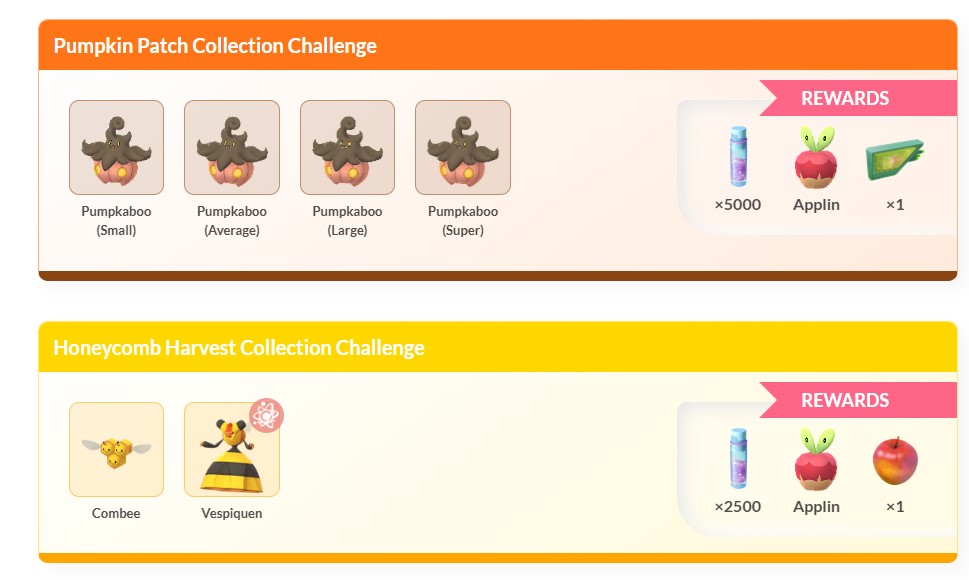 Pumpkin Patch Collection Challenge
REWARDS
×5000 Applin ×1
Pumpkaboo Pumpkaboo Pumpkaboo Pumpkaboo
(Small) (Average) (Large) (Super)
Honeycomb Harvest Collection Challenge
REWARDS
×2500 Applin ×1
Combee Vespiquen